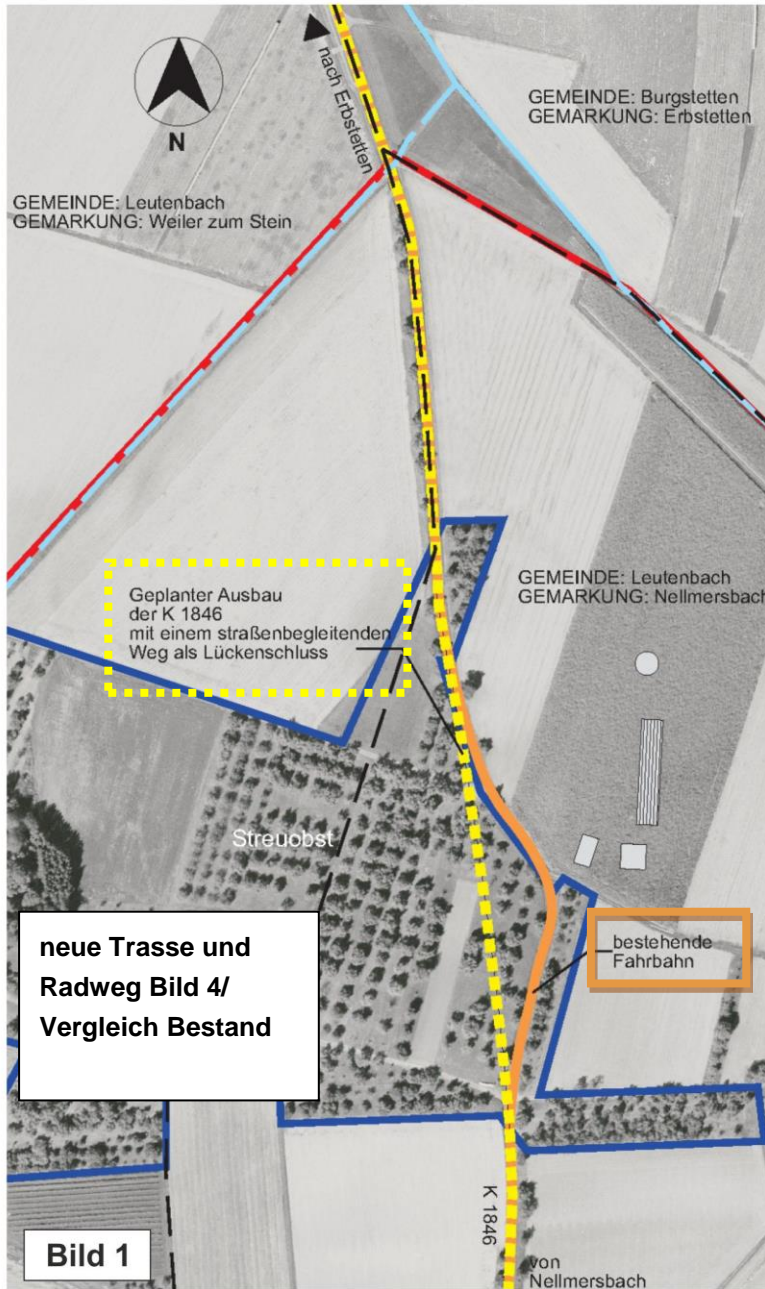 nach Erbstetten
N
GEMEINDE: Burgstetten
GEMARKUNG: Erbstetten
GEMEINDE: Leutenbach
GEMARKUNG: Weiler zum Stein
Geplanter Ausbau
der K 1846
mit einem straßenbegleitenden
Weg als Lückenschluss
GEMEINDE: Leutenbach
GEMARKUNG: Nellmersbach
Streuobst
neue Trasse und
Radweg Bild 4/
Vergleich Bestand
bestehende
Fahrbahn
K 1846
Bild 1
von
Nellmersbach